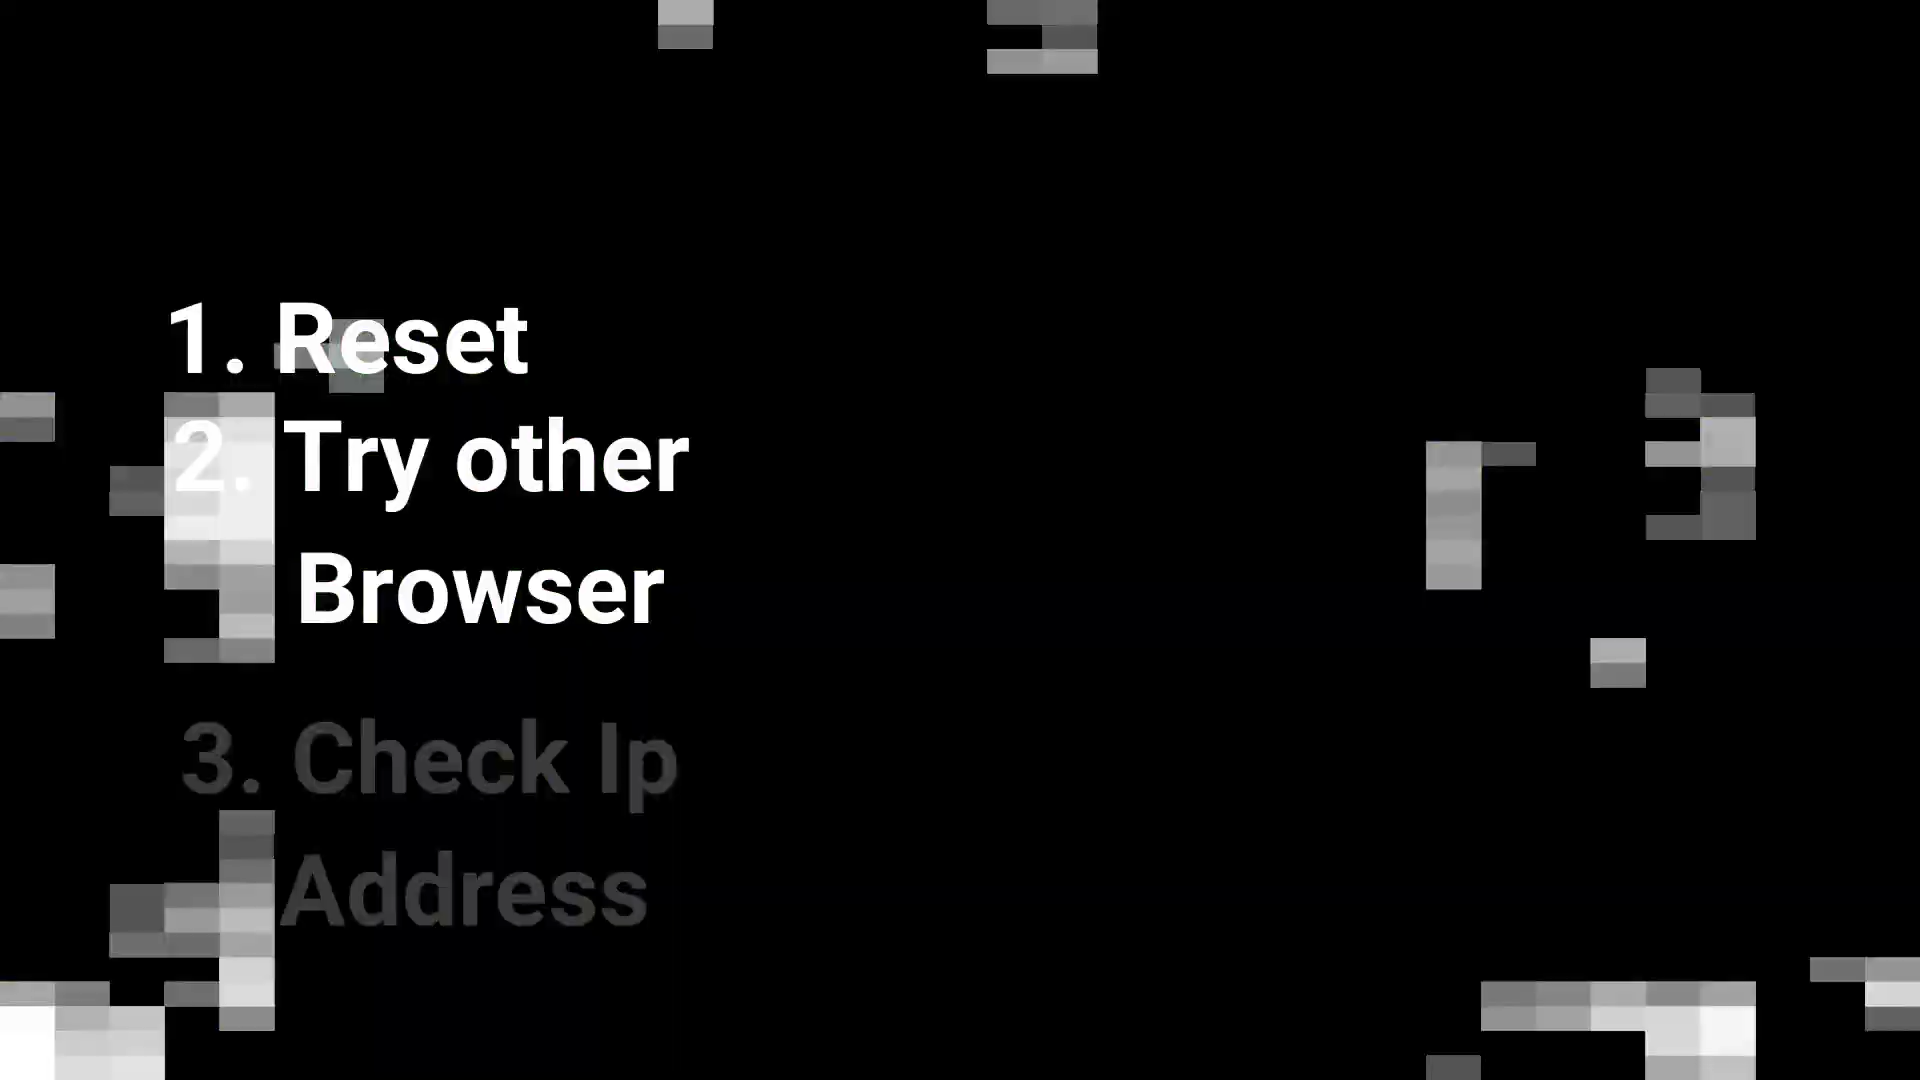 1. Reset
2. Try other
Browser
3. Check Ip
Address